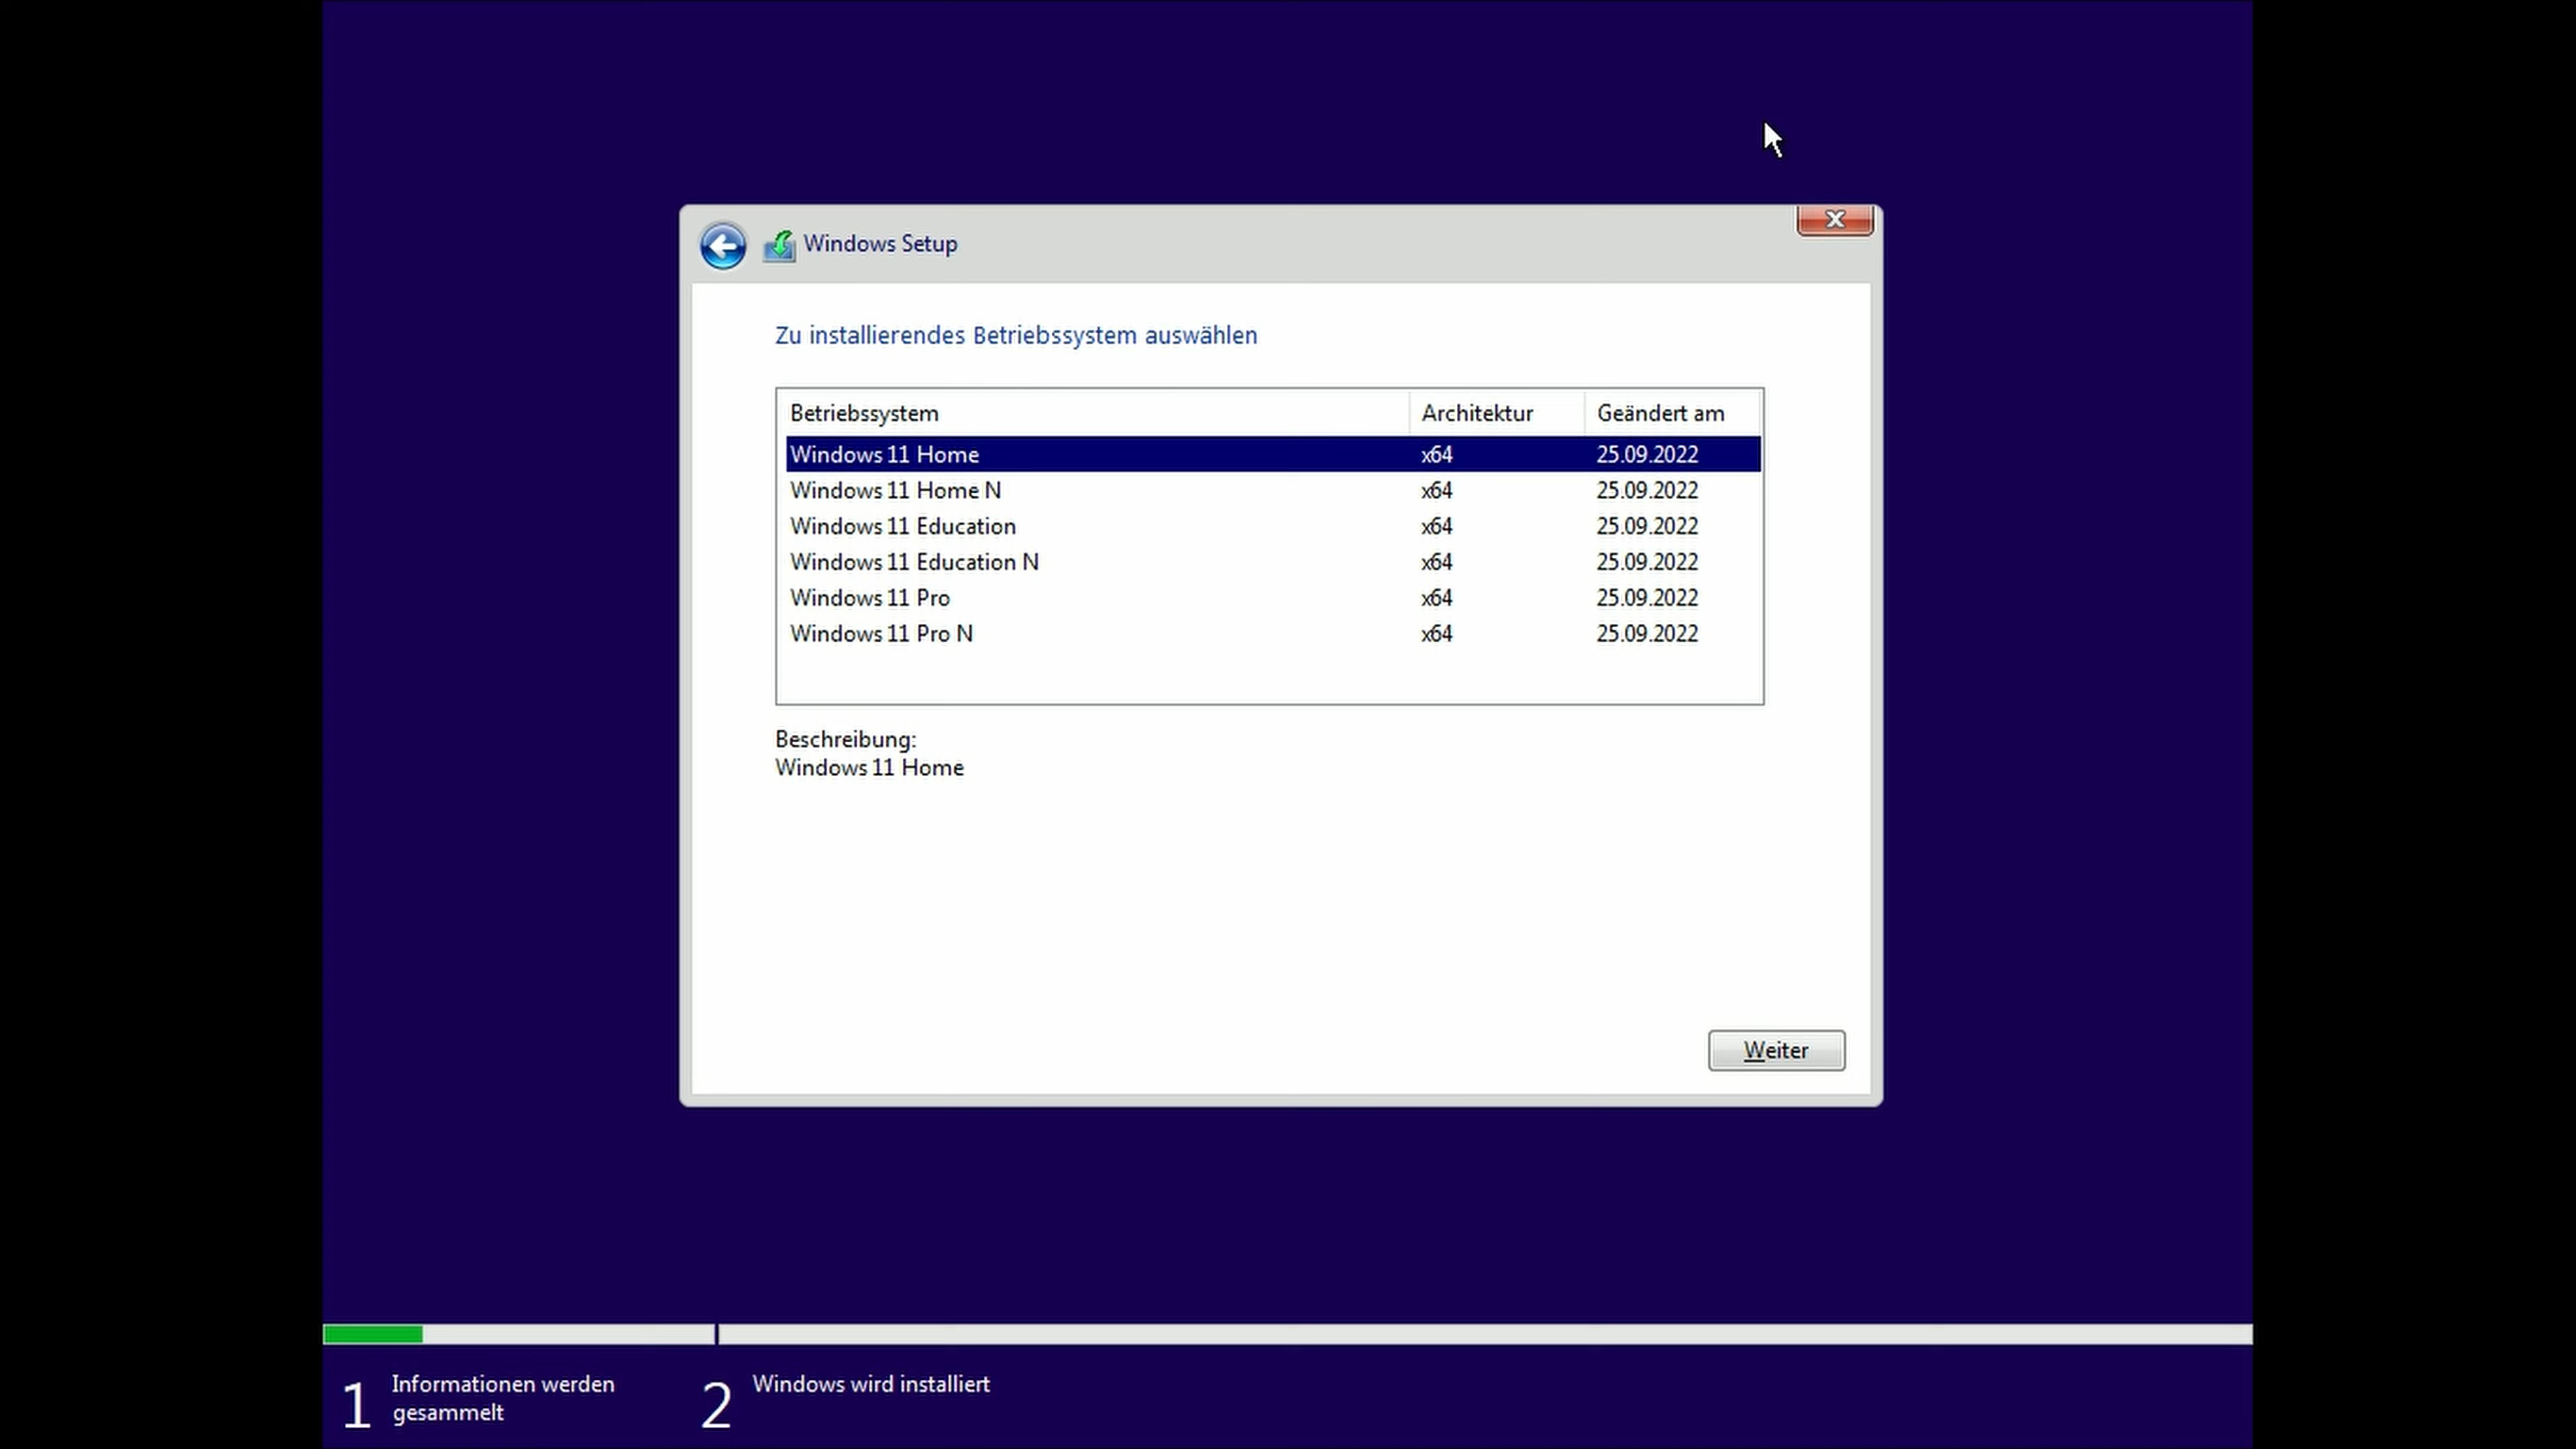 Windows Setup
Zu installierendes Betriebssystem auswählen
Betriebssystem Architektur Geändert am
Windows 11 Home x64 25.09.2022
Windows 11 Home N x64 25.09.2022
Windows 11 Education x64 25.09.2022
Windows 11 Education N x64 25.09.2022
Windows 11 Pro x64 25.09.2022
Windows 11 Pro N x64 25.09.2022
Beschreibung:
Windows 11 Home
Weiter
1 Informationen werden
gesammelt
2 Windows wird installiert